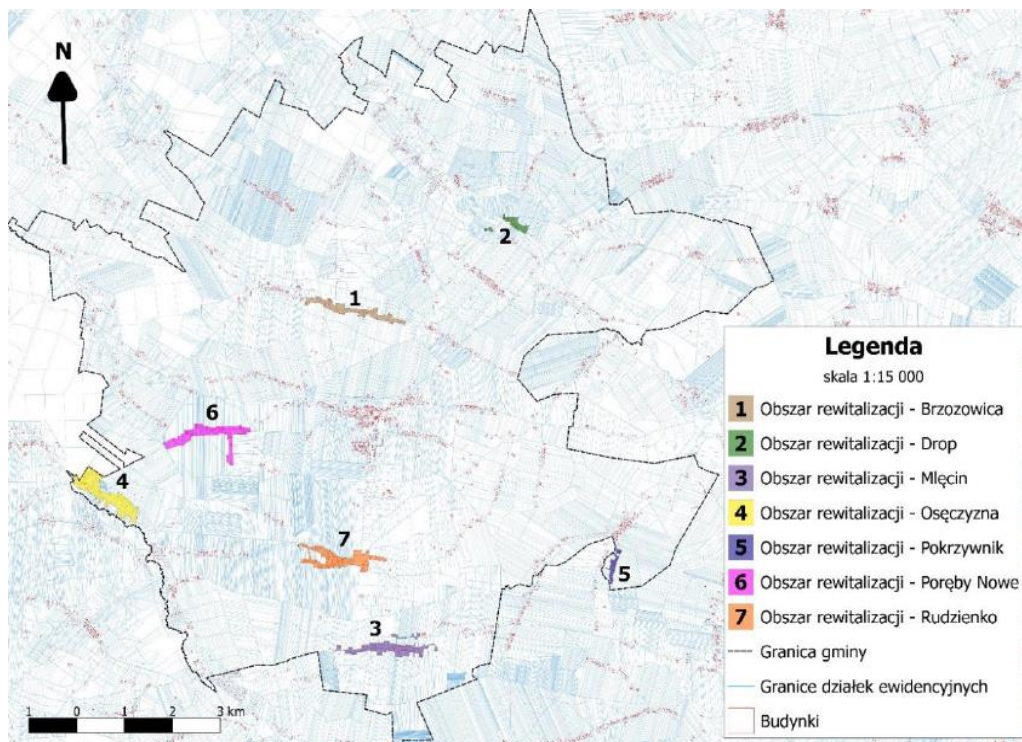 N
2
1
6
4
7
5
3
Legenda
skala 1:15 000
1 Obszar rewitalizacji - Brzozowica
2 Obszar rewitalizacji - Drop
3 Obszar rewitalizacji - Mlęcin
4 Obszar rewitalizacji - Osęczyzna
5 Obszar rewitalizacji - Pokrzywnik
6 Obszar rewitalizacji - Poręby Nowe
7 Obszar rewitalizacji - Rudzienko
Granica gminy
Granice działek ewidencyjnych
Budynki
1 0 1 2 3 km